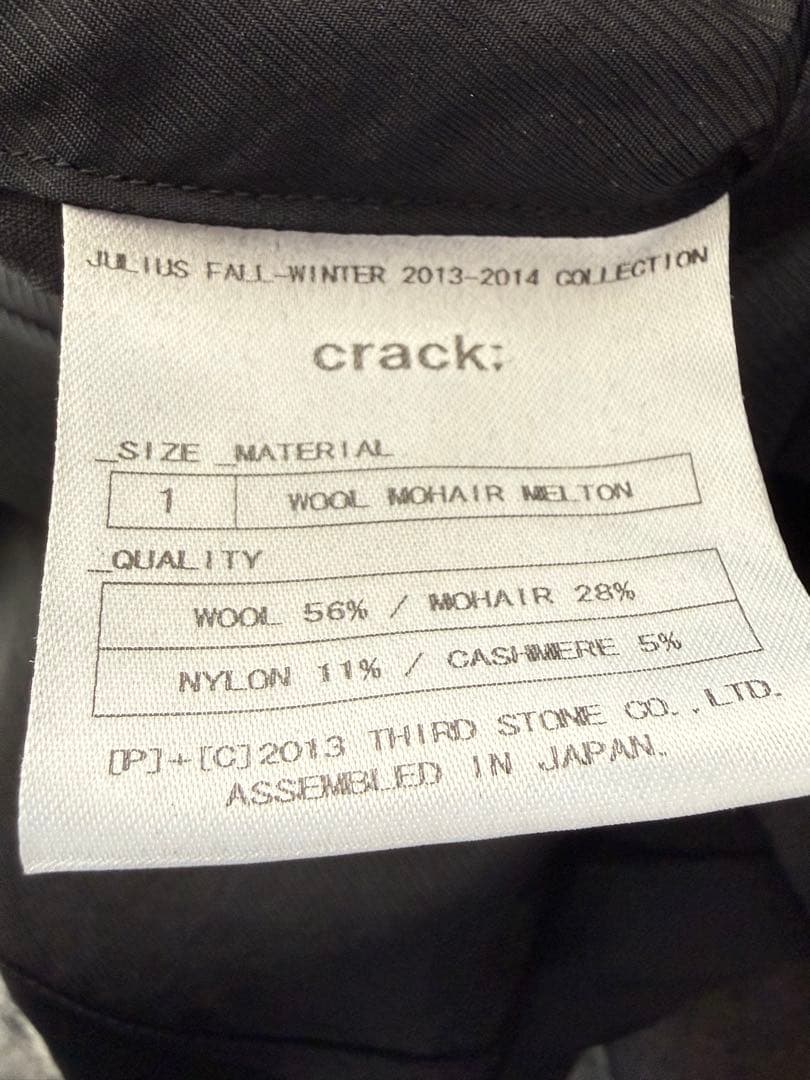 JULIUS FALL-WINTER 2013-2014 COLLECTION
crack;
_SIZE _MATERIAL
1 WOOL MOHAIR MELTON
_QUALITY
WOOL 56% / MOHAIR 28%
NYLON 11% / CASHMERE 5%
[P]+[C]2013 THIRD STONE CO.,LTD.
ASSEMBLED IN JAPAN.